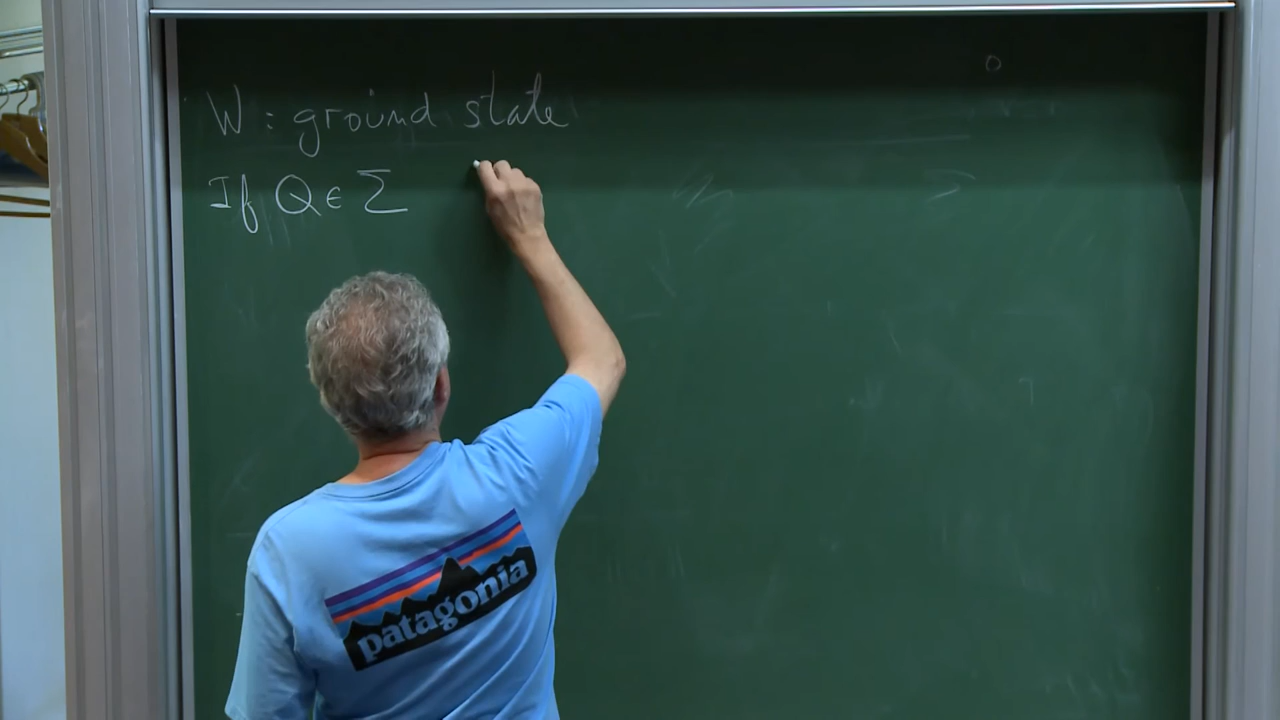 W : ground state
If Q ∈ Σ
patagonia